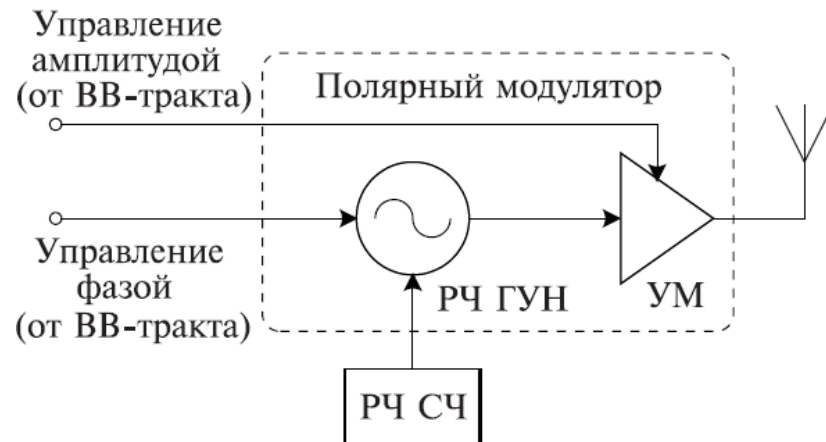 Управление
амплитудой
(от ВВ-тракта)
Полярный модулятор
Управление
фазой
(от ВВ-тракта)
РЧ ГУН
УМ
РЧ СЧ